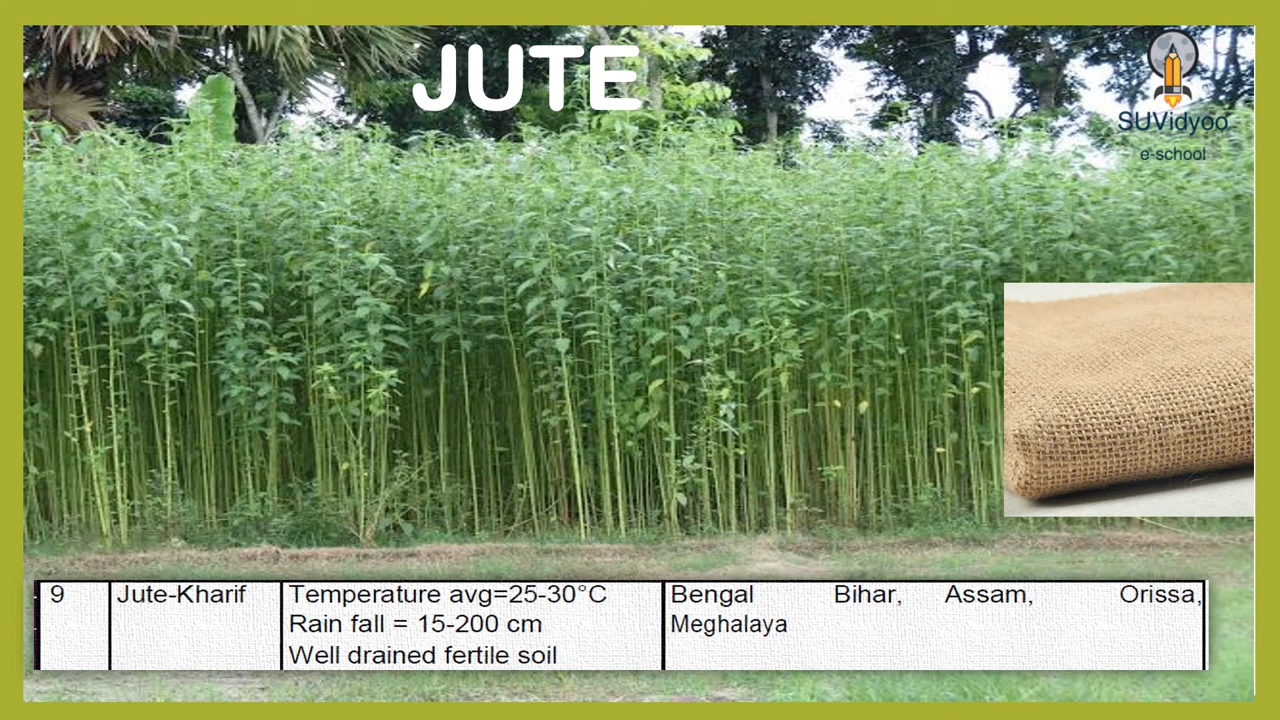 JUTE
SUVidyoo
e-school
9 Jute-Kharif Temperature avg=25-30°C Bengal Bihar, Assam, Orissa,
Rain fall = 15-200 cm Meghalaya
Well drained fertile soil